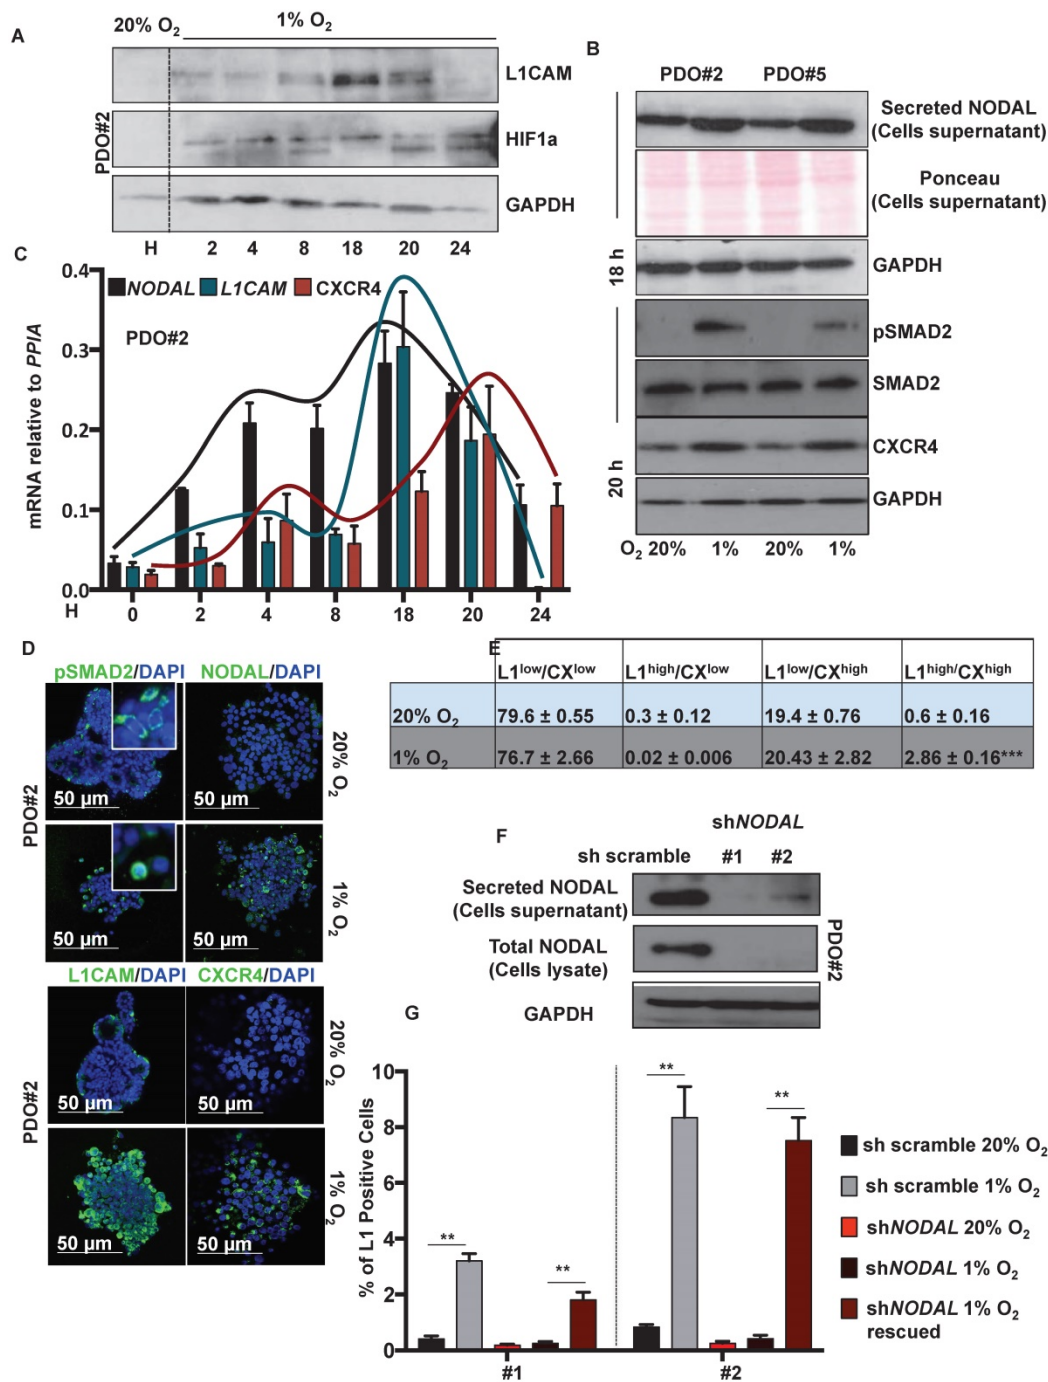 A
20% O2
1% O2
PDO#2
L1CAM
HIF1a
GAPDH
H 2 4 8 18 20 24
B
PDO#2 PDO#5
Secreted NODAL
(Cells supernatant)
Ponceau
(Cells supernatant)
18 h
GAPDH
pSMAD2
SMAD2
20 h
CXCR4
GAPDH
O2 20% 1% 20% 1%
C
NODAL L1CAM CXCR4
PDO#2
mRNA relative to PPIA
0.4
0.3
0.2
0.1
0.0
H 0 2 4 8 18 20 24
D
pSMAD2/DAPI NODAL/DAPI
PDO#2
50 µm 50 µm
20% O2
50 µm 50 µm
1% O2
L1CAM/DAPI CXCR4/DAPI
PDO#2
50 µm 50 µm
20% O2
50 µm 50 µm
1% O2
E
L1low/CXlow L1high/CXlow L1low/CXhigh L1high/CXhigh
20% O2 79.6 ± 0.55 0.3 ± 0.12 19.4 ± 0.76 0.6 ± 0.16
1% O2 76.7 ± 2.66 0.02 ± 0.006 20.43 ± 2.82 2.86 ± 0.16***
F
shNODAL
sh scramble #1 #2
Secreted NODAL
(Cells supernatant)
Total NODAL
(Cells lysate)
GAPDH
PDO#2
G
% of L1 Positive Cells
10
8
6
4
2
0
** ** ** **
#1 #2
sh scramble 20% O2
sh scramble 1% O2
shNODAL 20% O2
shNODAL 1% O2
shNODAL 1% O2
rescued